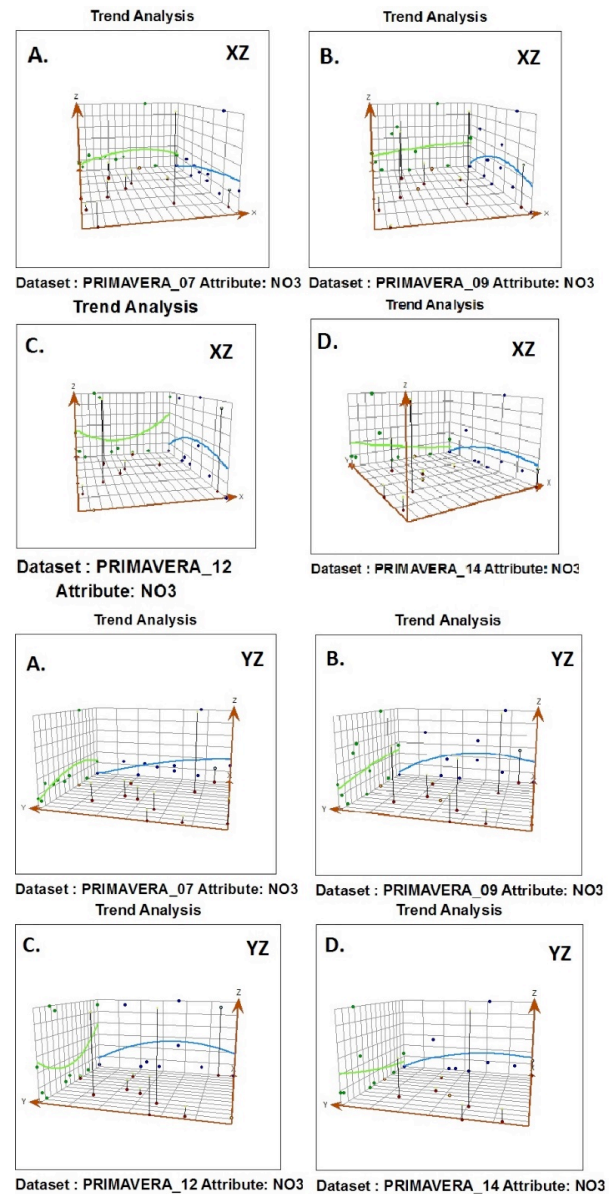 Trend Analysis
Trend Analysis
A.
XZ
Z
X
B.
XZ
Z
X
Dataset : PRIMAVERA_07 Attribute: NO3
Dataset : PRIMAVERA_09 Attribute: NO3
Trend Analysis
Trend Analysis
C.
XZ
Z
X
D.
XZ
Z
Y
X
Dataset : PRIMAVERA_12
Attribute: NO3
Dataset : PRIMAVERA_14 Attribute: NO3
Trend Analysis
Trend Analysis
A.
YZ
Z
X
Y
B.
YZ
Z
X
Y
Dataset : PRIMAVERA_07 Attribute: NO3
Dataset : PRIMAVERA_09 Attribute: NO3
Trend Analysis
Trend Analysis
C.
YZ
Z
X
Y
D.
YZ
Z
X
Y
Dataset : PRIMAVERA_12 Attribute: NO3
Dataset : PRIMAVERA_14 Attribute: NO3